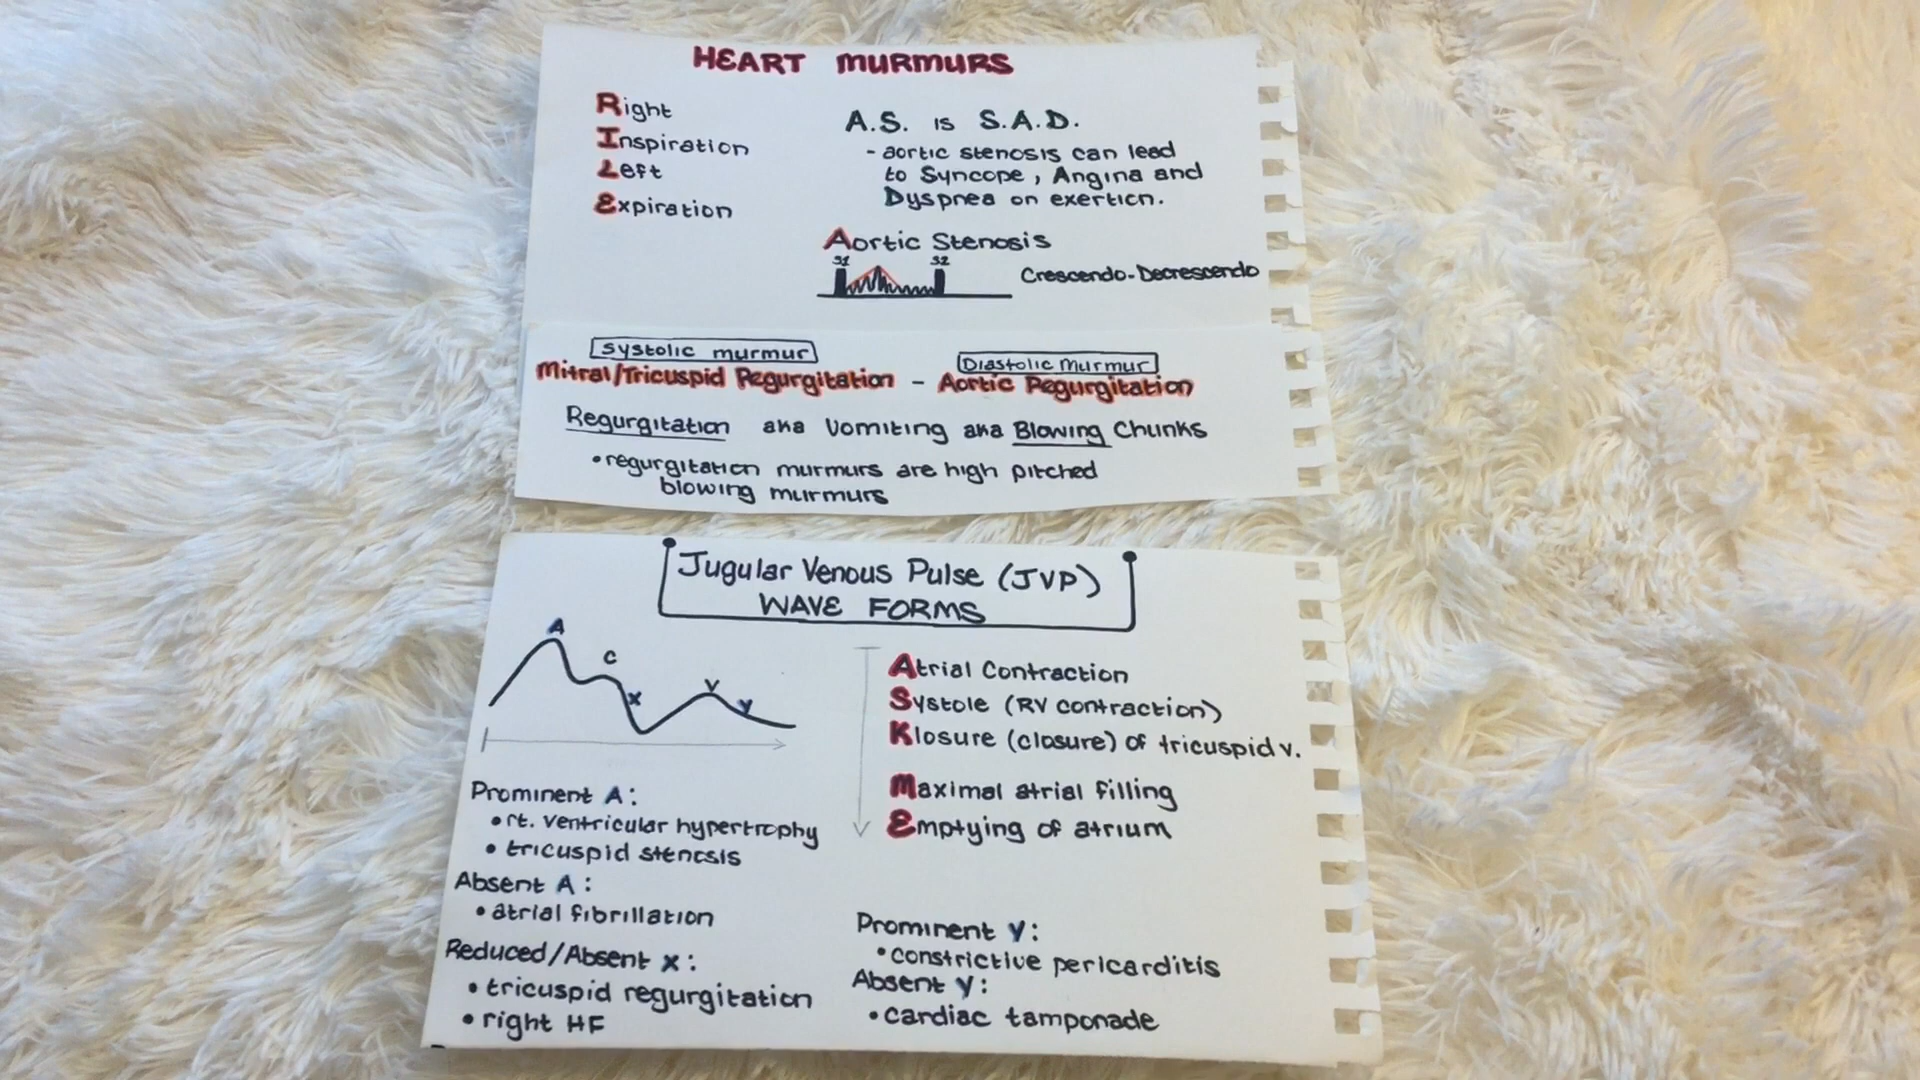 HEART MURMURS
Right
Inspiration
Left
Expiration
A.S. is S.A.D.
- aortic stenosis can lead
to Syncope, Angina and
Dyspnea on exertion.
Aortic Stenosis
S1 S2
Crescendo-Decrescendo
Systolic murmur
Mitral/Tricuspid Regurgitation - 
Diastolic Murmur
Aortic Regurgitation
Regurgitation aka Vomiting aka Blowing Chunks
• regurgitation murmurs are high pitched
blowing murmurs
Jugular Venous Pulse (JVP)
WAVE FORMS
A
C
X
V
Y
Atrial Contraction
Systole (RV contraction)
Klosure (closure) of tricuspid v.
Maximal atrial filling
Emptying of atrium
Prominent A:
• rt. ventricular hypertrophy
• tricuspid stenosis
Absent A:
• atrial fibrillation
Reduced/Absent x:
• tricuspid regurgitation
• right HF
Prominent Y:
• constrictive pericarditis
Absent y:
• cardiac tamponade